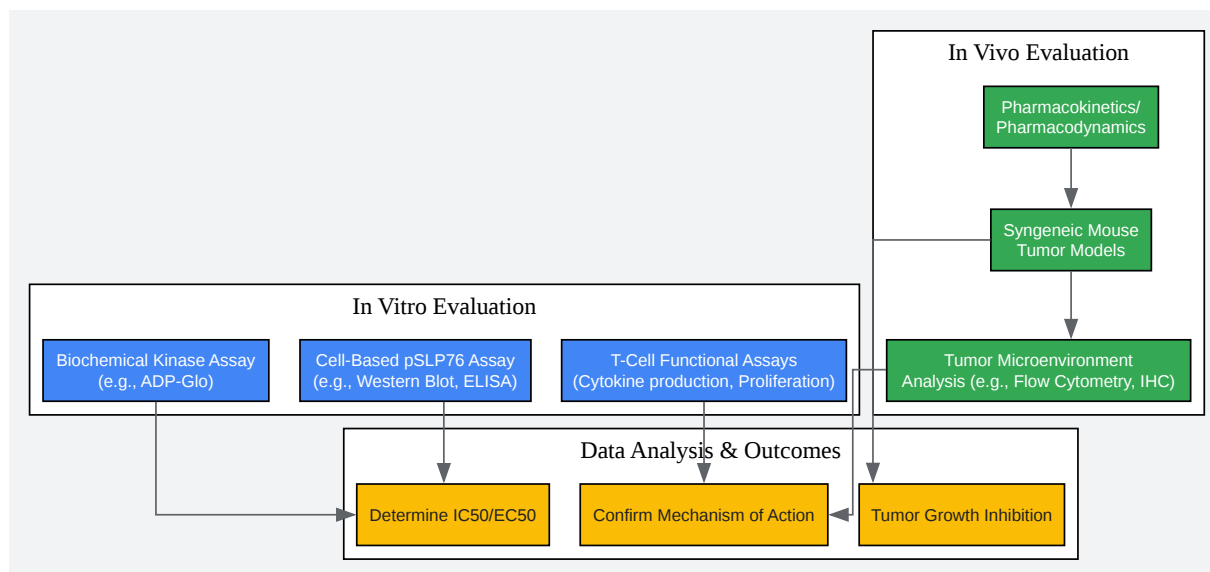 In Vivo Evaluation
Pharmacokinetics/
Pharmacodynamics
Syngeneic Mouse
Tumor Models
Tumor Microenvironment
Analysis (e.g., Flow Cytometry, IHC)
In Vitro Evaluation
Biochemical Kinase Assay
(e.g., ADP-Glo)
Cell-Based pSLP76 Assay
(e.g., Western Blot, ELISA)
T-Cell Functional Assays
(Cytokine production, Proliferation)
Data Analysis & Outcomes
Determine IC50/EC50
Confirm Mechanism of Action
Tumor Growth Inhibition